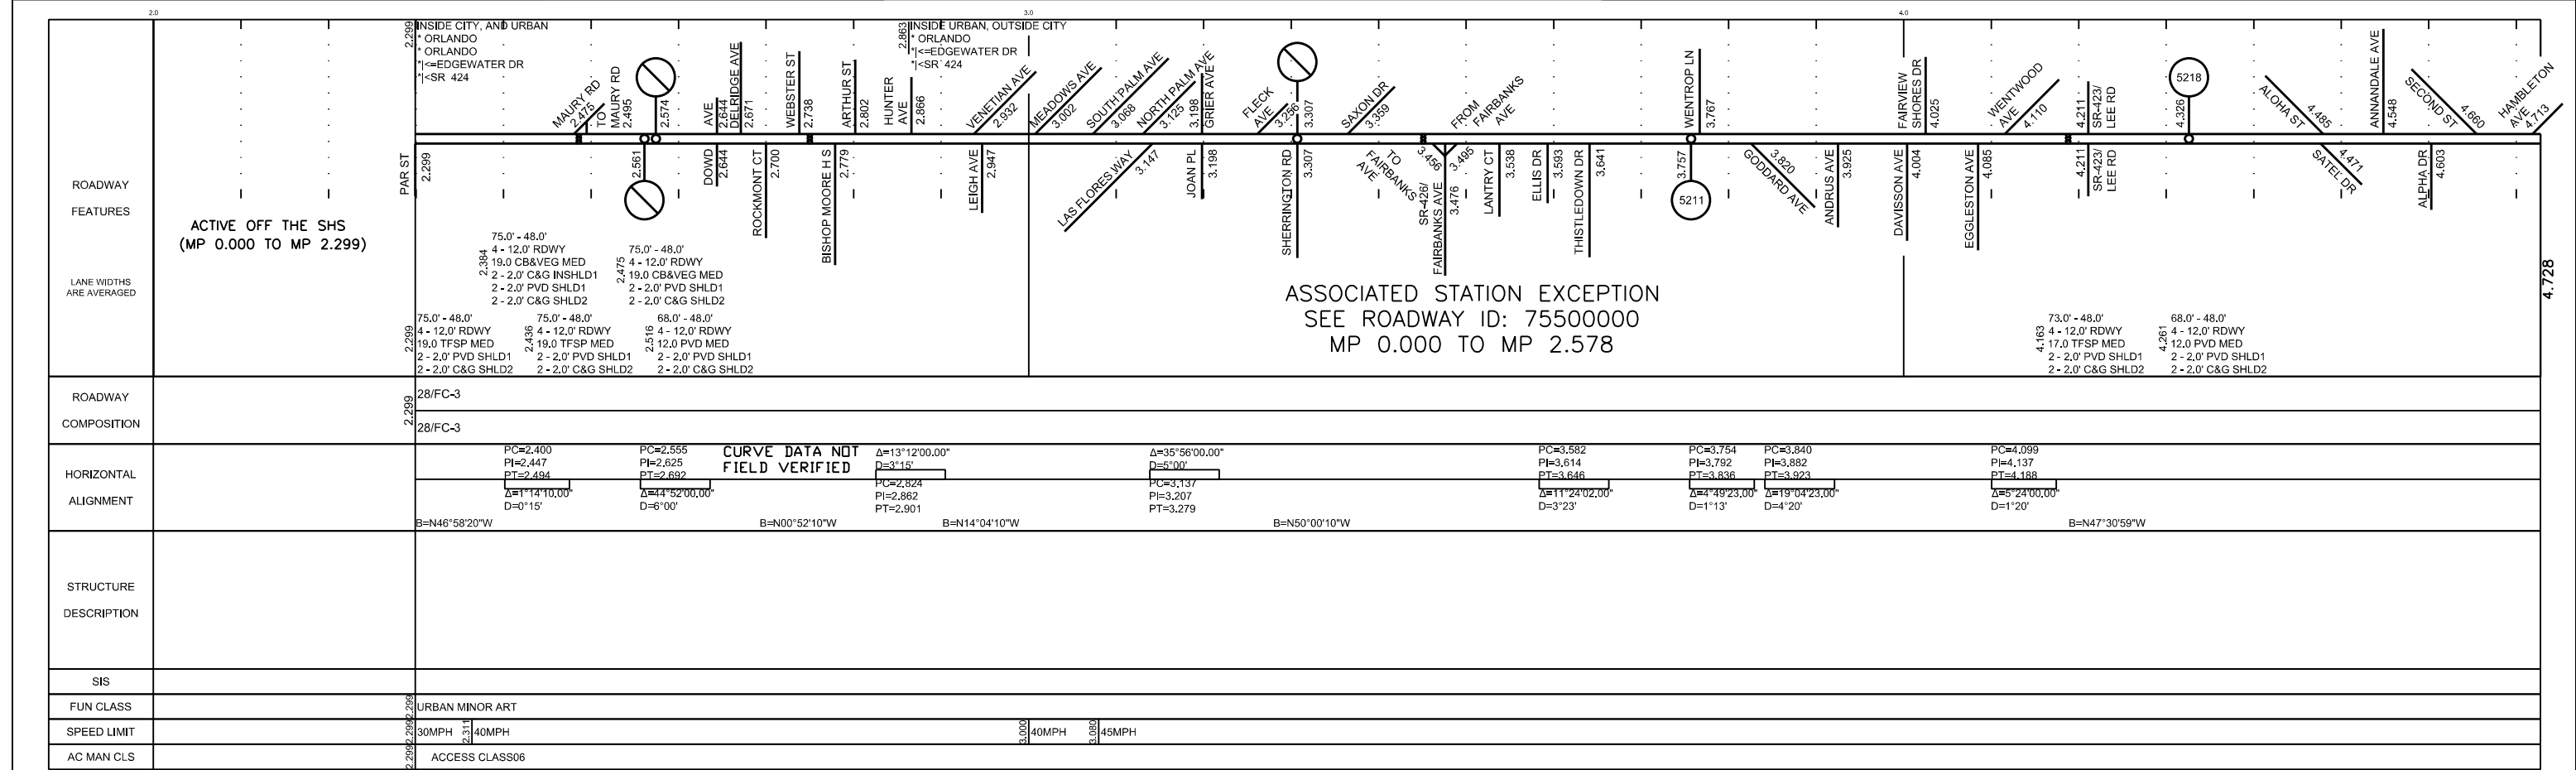 2.0
3.0
4.0
ROADWAY
FEATURES
LANE WIDTHS
ARE AVERAGED
ACTIVE OFF THE SHS
(MP 0.000 TO MP 2.299)
2.299
INSIDE CITY, AND URBAN
* ORLANDO
* ORLANDO
*|<=EDGEWATER DR
*|<SR 424
2.863
INSIDE URBAN, OUTSIDE CITY
* ORLANDO
*|<=EDGEWATER DR
*|<SR 424
MAURY RD
2.475
TO
MAURY RD
2.495
2.574
AVE
2.644
DELRIDGE AVE
2.671
WEBSTER ST
2.738
ARTHUR ST
2.802
HUNTER
AVE
2.866
VENETIAN AVE
2.932
MEADOWS AVE
3.002
SOUTH PALM AVE
3.068
NORTH PALM AVE
3.125
3.198
GRIER AVE
FLECK
AVE
3.256
3.307
SAXON DR
3.359
FROM
FAIRBANKS
AVE
WENTROP LN
3.767
FAIRVIEW
SHORES DR
4.025
WENTWOOD
AVE
4.110
4.211
SR-423/
LEE RD
5218
4.326
ALOHA ST
4.485
ANNANDALE AVE
4.548
SECOND ST
4.660
HAMBLETON
AVE
4.713
PAR ST
2.299
2.561
DOWD
2.644
ROCKMONT CT
2.700
BISHOP MOORE H S
2.779
LEIGH AVE
2.947
LAS FLORES WAY
3.147
JOAN PL
3.198
SHERRINGTON RD
3.307
TO
FAIRBANKS
AVE
3.456
SR-426/
FAIRBANKS AVE
3.476
3.495
LANTRY CT
3.538
ELLIS DR
3.593
THISTLEDOWN DR
3.641
3.757
5211
GODDARD AVE
3.820
ANDRUS AVE
3.925
DAVISSON AVE
4.004
EGGLESTON AVE
4.085
4.211
SR-423/
LEE RD
SATEL DR
4.471
ALPHA DR
4.603
4.728
2.384
75.0' - 48.0'
4 - 12.0' RDWY
19.0 CB&VEG MED
2 - 2.0' C&G INSHLD1
2 - 2.0' PVD SHLD1
2 - 2.0' C&G SHLD2
2.475
75.0' - 48.0'
4 - 12.0' RDWY
19.0 CB&VEG MED
2 - 2.0' C&G INSHLD1
2 - 2.0' PVD SHLD1
2 - 2.0' C&G SHLD2
2.299
75.0' - 48.0'
4 - 12.0' RDWY
19.0 TFSP MED
2 - 2.0' PVD SHLD1
2 - 2.0' C&G SHLD2
2.436
75.0' - 48.0'
4 - 12.0' RDWY
19.0 TFSP MED
2 - 2.0' PVD SHLD1
2 - 2.0' C&G SHLD2
2.516
68.0' - 48.0'
4 - 12.0' RDWY
12.0 PVD MED
2 - 2.0' PVD SHLD1
2 - 2.0' C&G SHLD2
ASSOCIATED STATION EXCEPTION
SEE ROADWAY ID: 75500000
MP 0.000 TO MP 2.578
4.163
73.0' - 48.0'
4 - 12.0' RDWY
17.0 TFSP MED
2 - 2.0' PVD SHLD1
2 - 2.0' C&G SHLD2
4.261
68.0' - 48.0'
4 - 12.0' RDWY
12.0 PVD MED
2 - 2.0' PVD SHLD1
2 - 2.0' C&G SHLD2
ROADWAY
COMPOSITION
2.299
28/FC-3
28/FC-3
HORIZONTAL
ALIGNMENT
PC=2.400
PI=2.447
PT=2.494
Δ=1°14'10.00"
D=0°15'
PC=2.555
PI=2.625
PT=2.692
Δ=44°52'00.00"
D=6°00'
CURVE DATA NOT
FIELD VERIFIED
Δ=13°12'00.00"
D=3°15'
PC=2.824
PI=2.862
PT=2.901
Δ=35°56'00.00"
D=5°00'
PC=3.137
PI=3.207
PT=3.279
PC=3.582
PI=3.614
PT=3.646
Δ=11°24'02.00"
D=3°23'
PC=3.754
PI=3.792
PT=3.836
Δ=4°49'23.00"
D=1°13'
PC=3.840
PI=3.882
PT=3.923
Δ=19°04'23.00"
D=4°20'
PC=4.099
PI=4.137
PT=4.188
Δ=5°24'00.00"
D=1°20'
B=N46°58'20"W
B=N00°52'10"W
B=N14°04'10"W
B=N50°00'10"W
B=N47°30'59"W
STRUCTURE
DESCRIPTION
SIS
FUN CLASS
2.299
URBAN MINOR ART
SPEED LIMIT
2.299
30MPH
2.311
40MPH
3.000
40MPH
3.080
45MPH
AC MAN CLS
2.299
ACCESS CLASS06